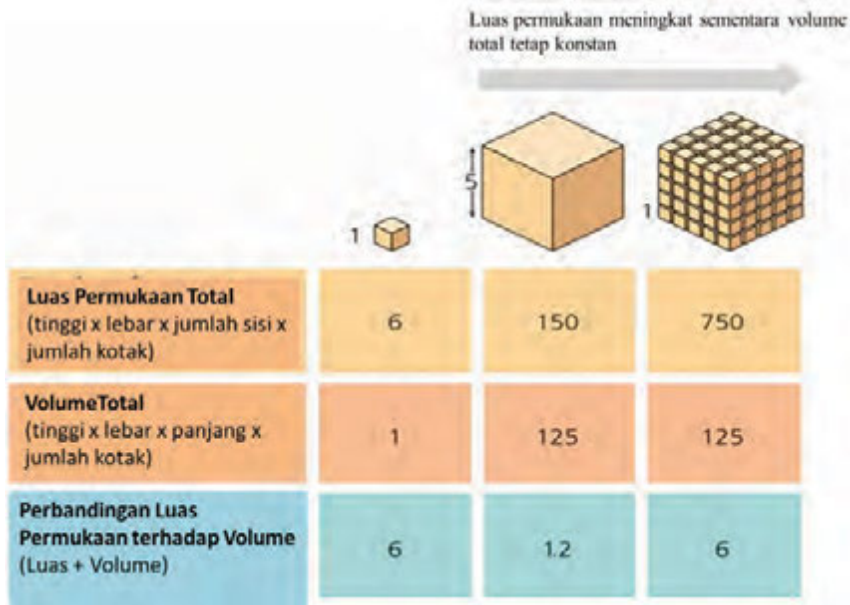 Luas permukaan meningkat sementara volume
total tetap konstan
5
1
1
Luas Permukaan Total
(tinggi x lebar x jumlah sisi x
jumlah kotak)
6
150
750
VolumeTotal
(tinggi x lebar x panjang x
jumlah kotak)
1
125
125
Perbandingan Luas
Permukaan terhadap Volume
(Luas + Volume)
6
1.2
6